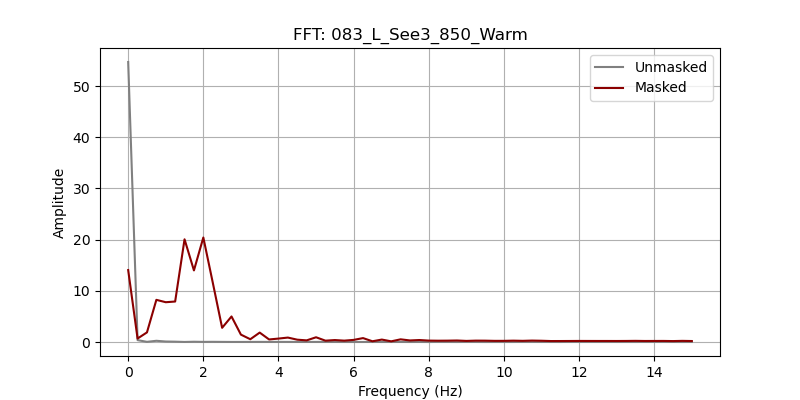 FFT: 083_L_See3_850_Warm
Unmasked
Masked
Amplitude
50
40
30
20
10
0
0 2 4 6 8 10 12 14
Frequency (Hz)